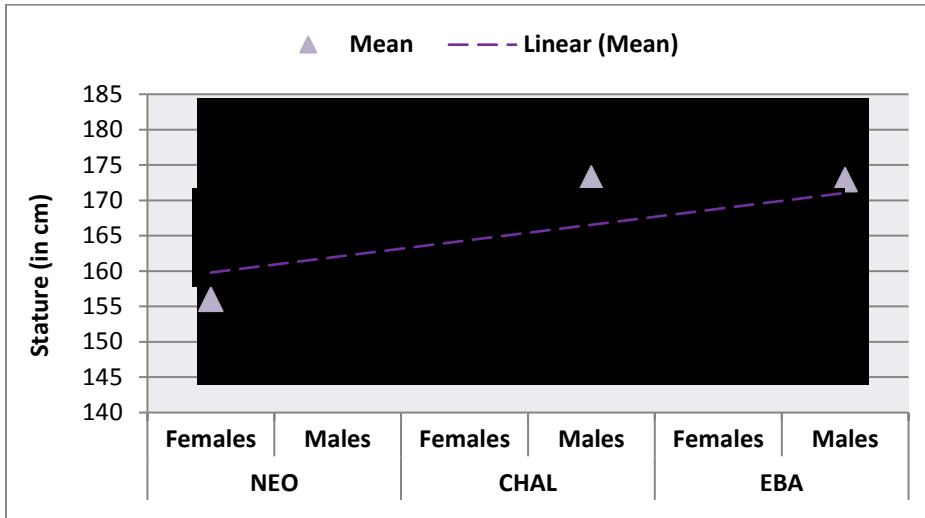 Mean Linear (Mean)
185
180
175
170
165
160
155
150
145
140
Stature (in cm)
Females Males Females Males Females Males
NEO CHAL EBA